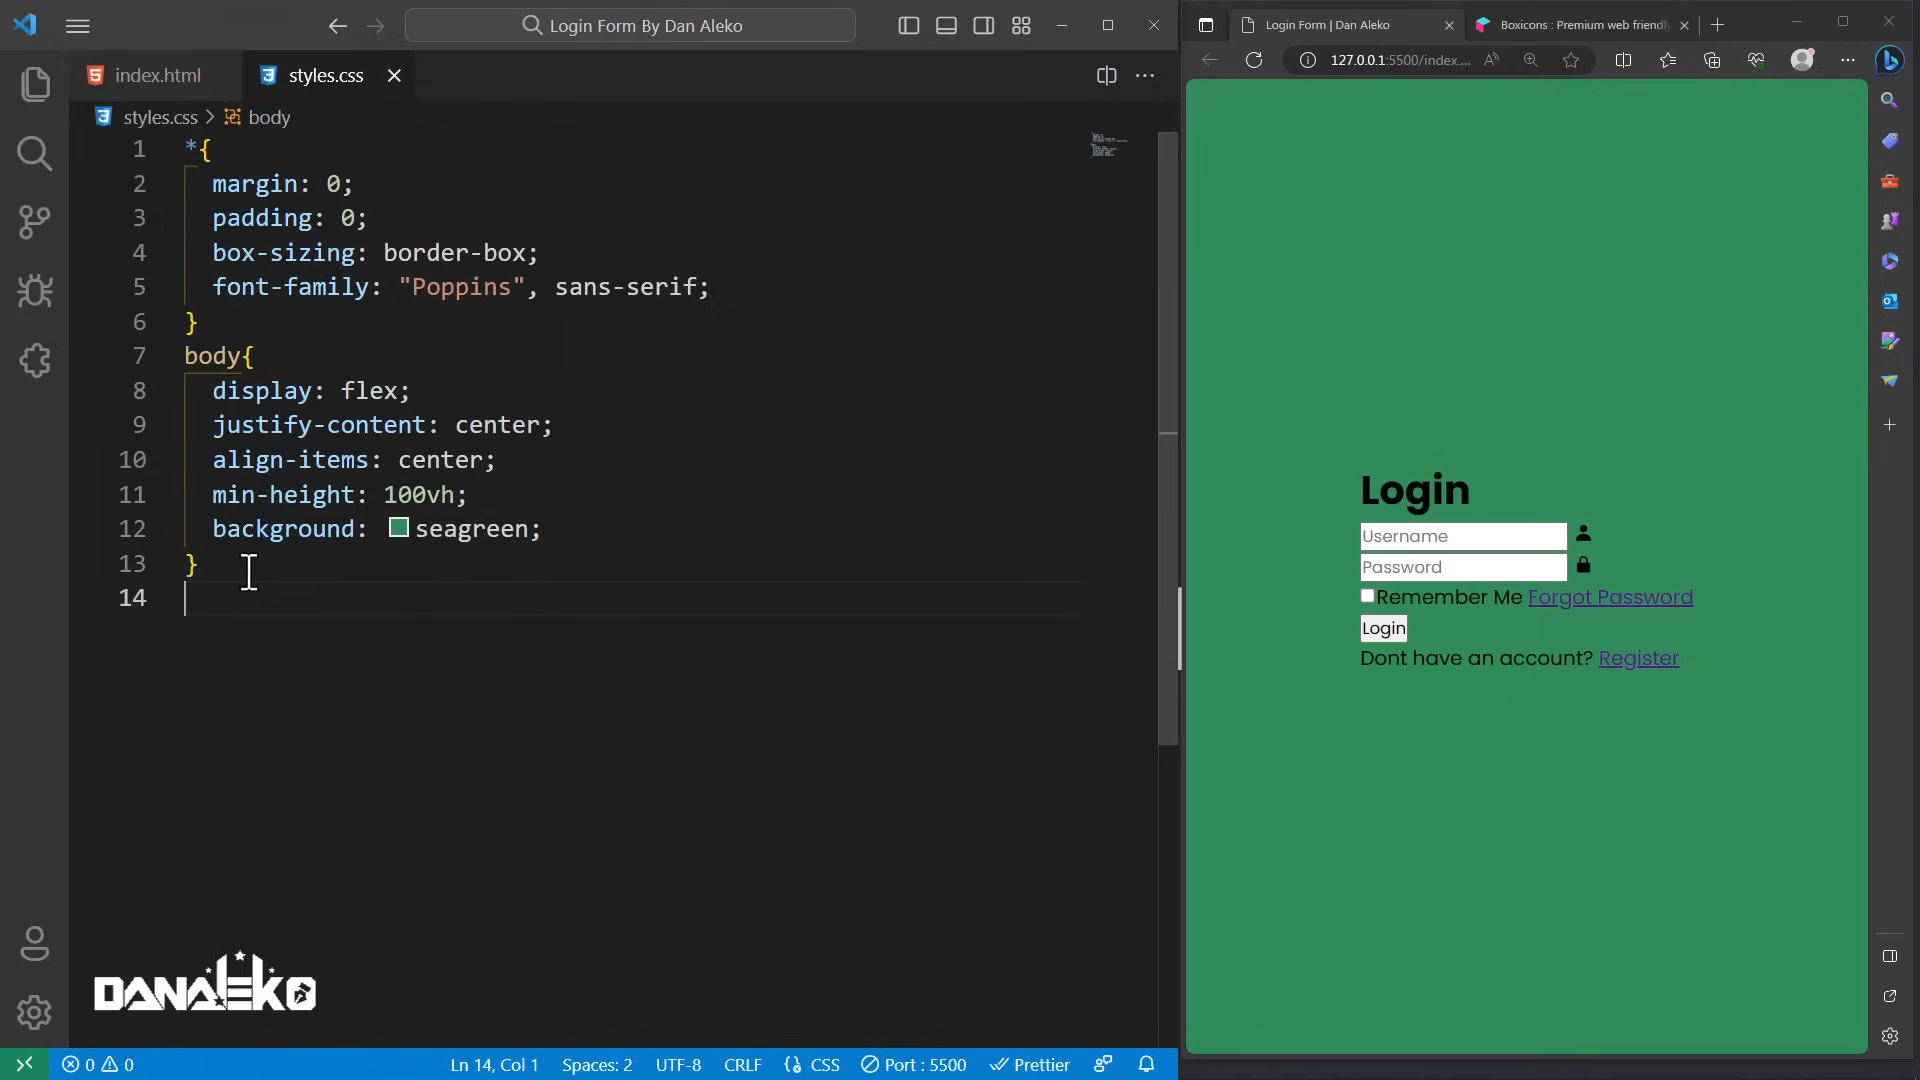 Login Form By Dan Aleko
index.html
styles.css
styles.css > body
1 *{
2 margin: 0;
3 padding: 0;
4 box-sizing: border-box;
5 font-family: "Poppins", sans-serif;
6 }
7 body{
8 display: flex;
9 justify-content: center;
10 align-items: center;
11 min-height: 100vh;
12 background: seagreen;
13 }
14
DANALEKO
0 0
Ln 14, Col 1
Spaces: 2
UTF-8
CRLF
{} CSS
Port : 5500
Prettier
Login Form | Dan Aleko
Boxicons : Premium web friendly
127.0.0.1:5500/index....
Login
Username
Password
Remember Me Forgot Password
Login
Dont have an account? Register